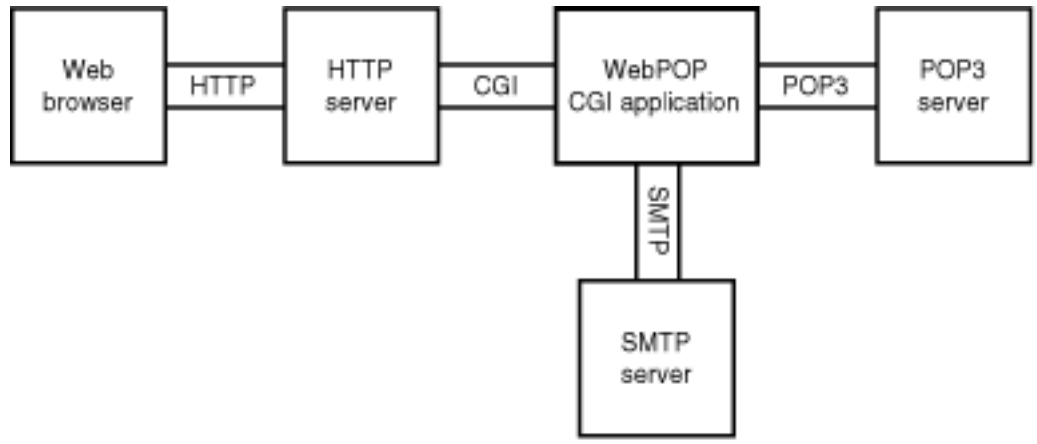 Web
browser
HTTP
HTTP
server
CGI
WebPOP
CGI application
POP3
POP3
server
SMTP
SMTP
server